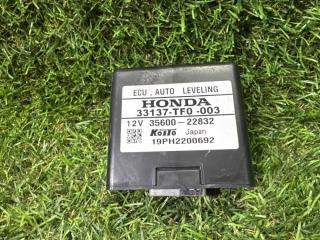 ECU, AUTO LEVELING
HONDA
33137-TF0 -003
12V 35600-22832
KOITO Japan
19PH2200692